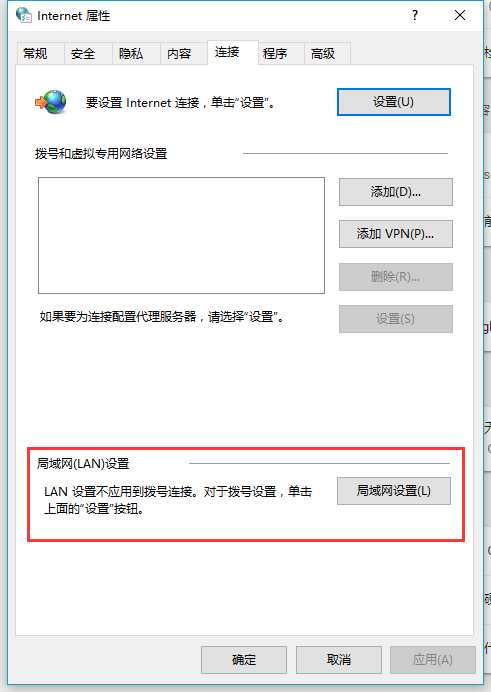 Internet 属性
常规 安全 隐私 内容 连接 程序 高级
要设置 Internet 连接，单击“设置”。
设置(U)
拨号和虚拟专用网络设置
添加(D)...
添加 VPN(P)...
删除(R)...
如果要为连接配置代理服务器，请选择“设置”。
设置(S)
局域网(LAN)设置
LAN 设置不应用到拨号连接。对于拨号设置，单击
上面的“设置”按钮。
局域网设置(L)
确定 取消 应用(A)